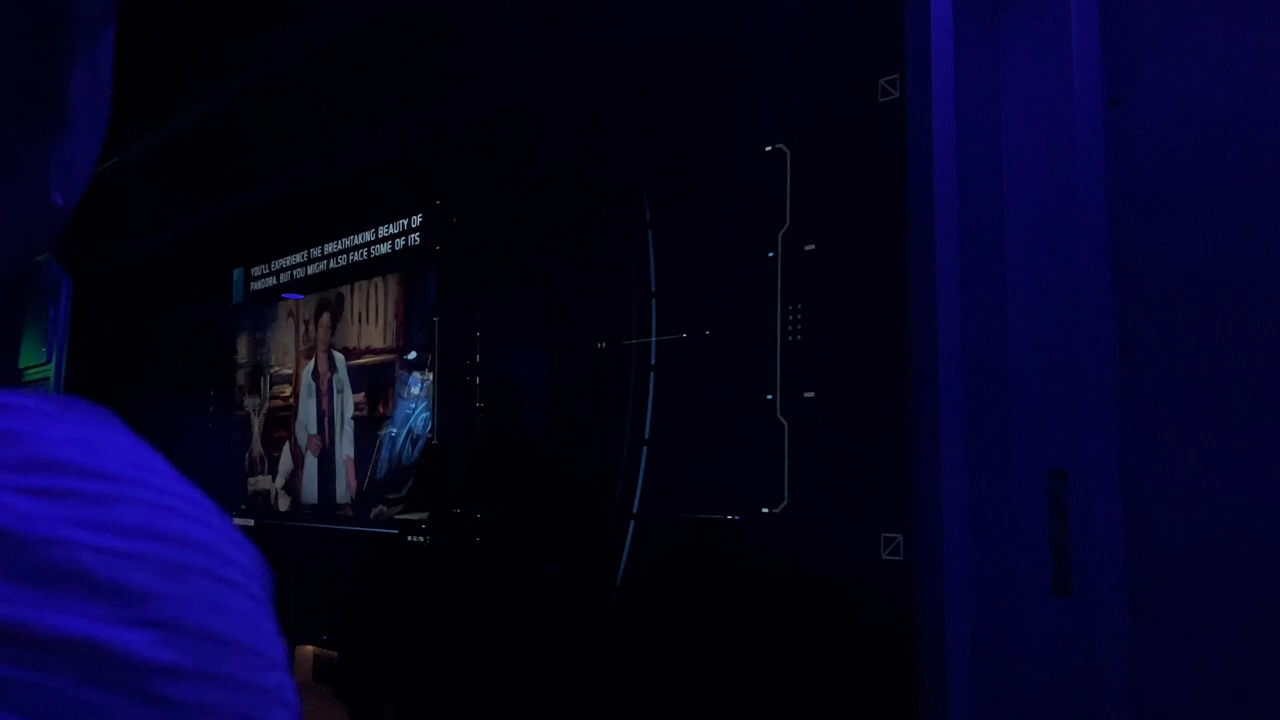 YOU'LL EXPERIENCE THE BREATHTAKING BEAUTY OF
PANDORA. BUT YOU MIGHT ALSO FACE SOME OF ITS